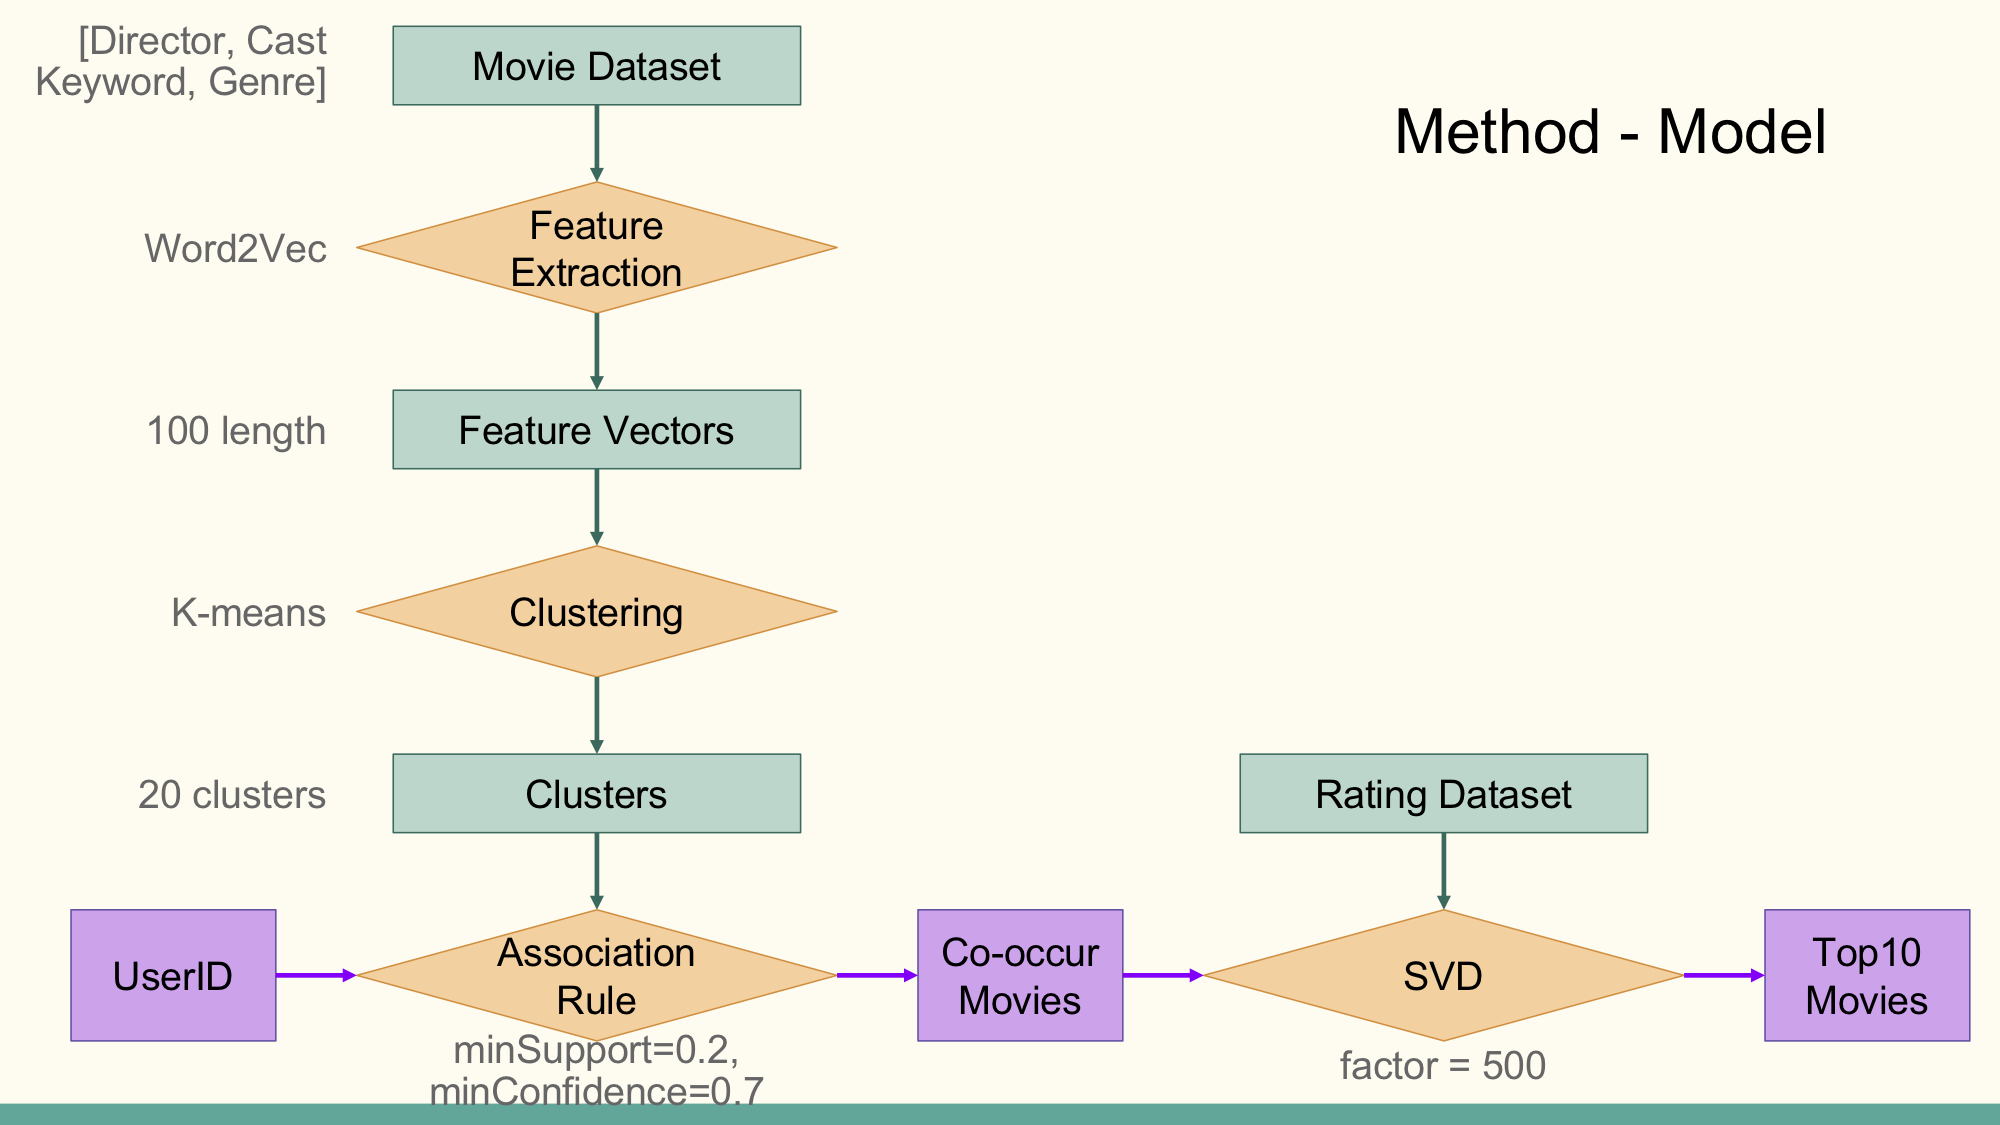 [Director, Cast
Keyword, Genre]
Movie Dataset
Method - Model
Word2Vec
Feature
Extraction
100 length
Feature Vectors
K-means
Clustering
20 clusters
Clusters
Rating Dataset
UserID
Association
Rule
Co-occur
Movies
SVD
Top10
Movies
minSupport=0.2,
minConfidence=0.7
factor = 500